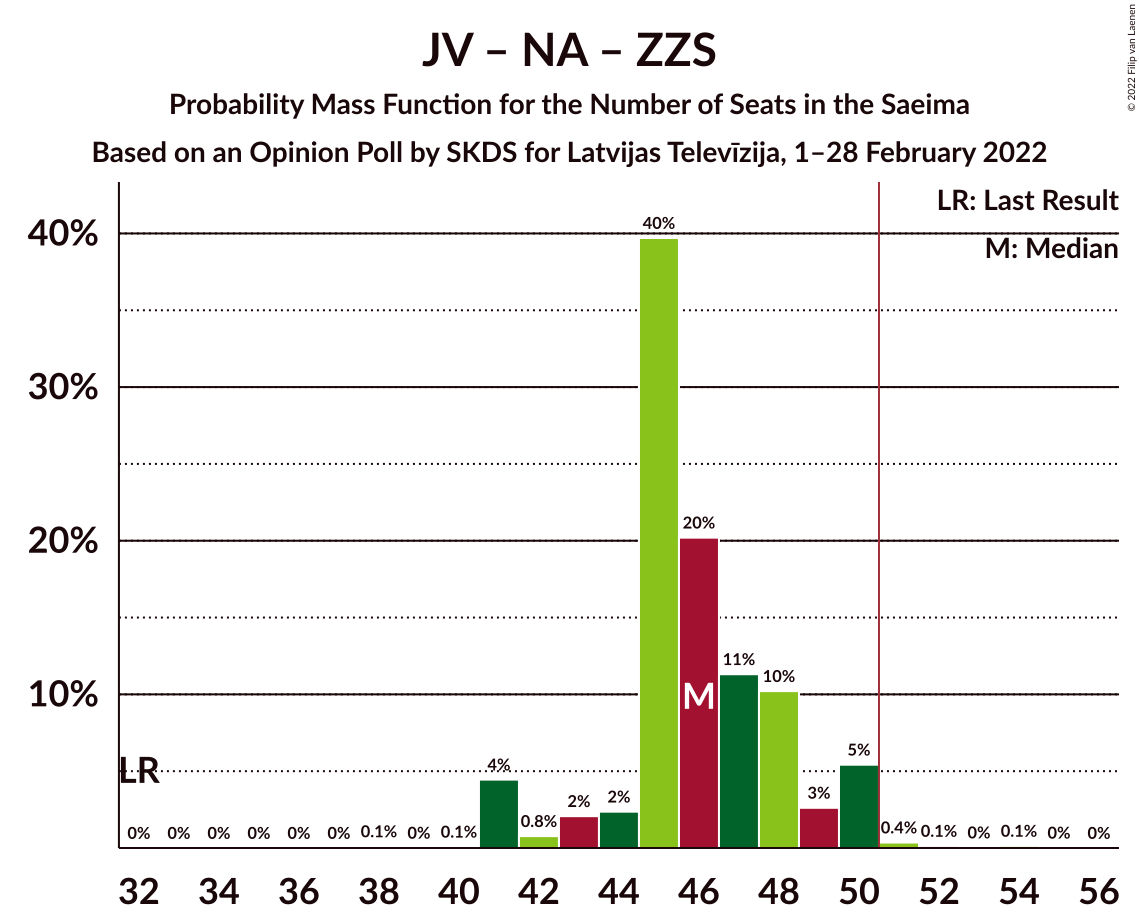 JV – NA – ZZS
Probability Mass Function for the Number of Seats in the Saeima
Based on an Opinion Poll by SKDS for Latvijas Televīzija, 1–28 February 2022
© 2022 Filip van Laenen
LR: Last Result
M: Median
40%
30%
20%
10%
LR
M
0% 0% 0% 0% 0% 0% 0.1% 0% 0.1% 4% 0.8% 2% 2% 40% 20% 11% 10% 3% 5% 0.4% 0.1% 0% 0.1% 0% 0%
32 34 36 38 40 42 44 46 48 50 52 54 56